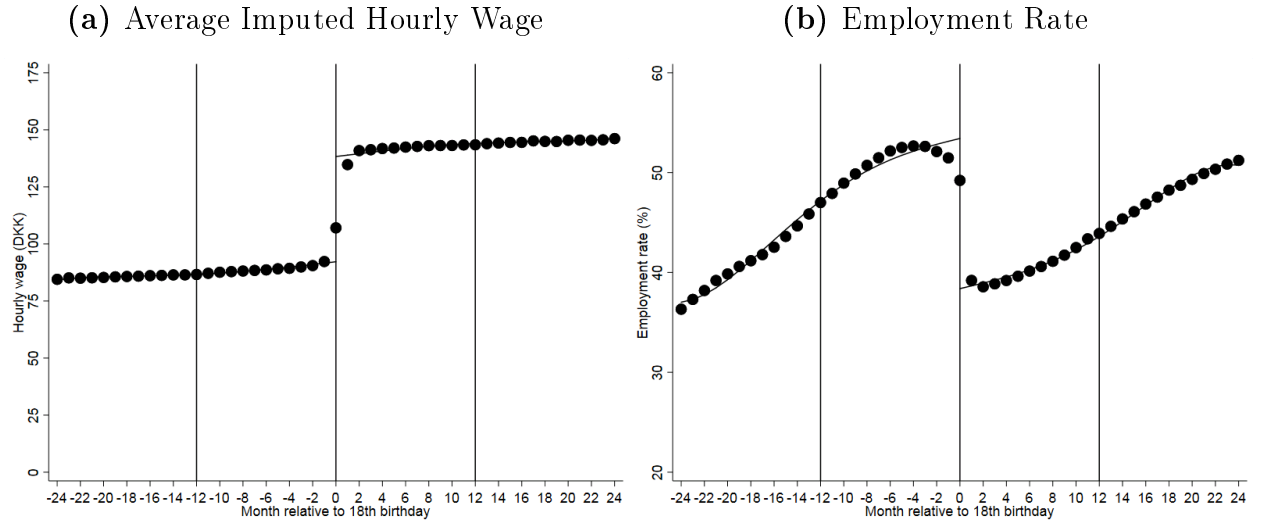 (a) Average Imputed Hourly Wage
Hourly wage (DKK)
175
150
125
100
75
50
25
0
-24 -22 -20 -18 -16 -14 -12 -10 -8 -6 -4 -2 0 2 4 6 8 10 12 14 16 18 20 22 24
Month relative to 18th birthday
(b) Employment Rate
Employment rate (%)
60
50
40
30
20
-24 -22 -20 -18 -16 -14 -12 -10 -8 -6 -4 -2 0 2 4 6 8 10 12 14 16 18 20 22 24
Month relative to 18th birthday